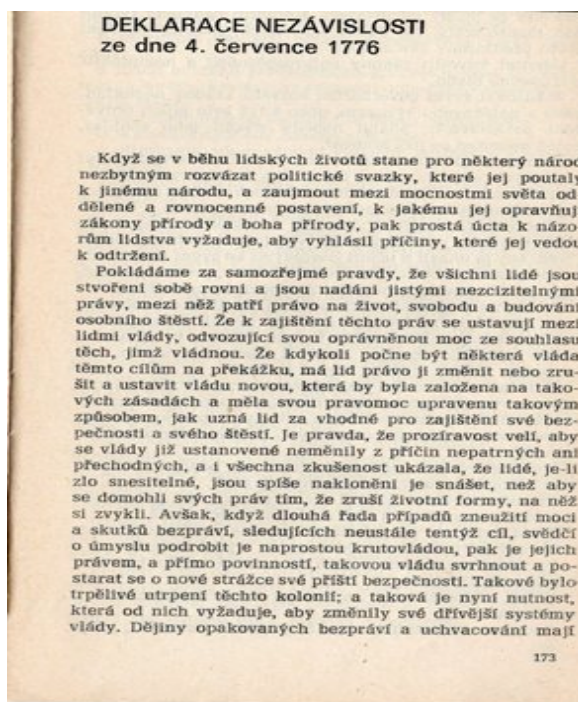 DEKLARACE NEZÁVISLOSTI
ze dne 4. července 1776
Když se v běhu lidských životů stane pro některý národ
nezbytným rozvázat politické svazky, které jej poutaly
k jinému národu, a zaujmout mezi mocnostmi světa od-
dělené a rovnocenné postavení, k jakému jej opravňují
zákony přírody a boha přírody, pak prostá úcta k názo-
rům lidstva vyžaduje, aby vyhlásil příčiny, které jej vedou
k odtržení.
Pokládáme za samozřejmé pravdy, že všichni lidé jsou
stvořeni sobě rovni a jsou nadáni jistými nezcizitelnými
právy, mezi něž patří právo na život, svobodu a budování
osobního štěstí. Že k zajištění těchto práv se ustavují mezi
lidmi vlády, odvozující svou oprávněnou moc ze souhlasu
těch, jimž vládnou. Že kdykoli počne být některá vláda
těmto cílům na překážku, má lid právo ji změnit nebo zru-
šit a ustavit vládu novou, která by byla založena na tako-
vých zásadách a měla svou pravomoc upravenu takovým
způsobem, jak uzná lid za vhodné pro zajištění své bez-
pečnosti a svého štěstí. Je pravda, že prozíravost velí, aby
se vlády již ustanovené neměnily z příčin nepatrných ani
přechodných, a i všechna zkušenost ukázala, že lidé, je-li
zlo snesitelné, jsou spíše nakloněni je snášet, než aby
se domohli svých práv tím, že zruší životní formy, na něž
si zvykli. Avšak, když dlouhá řada případů zneužití moci
a skutků bezpráví, sledujících neustále tentýž cíl, svědčí
o úmyslu podrobit je naprostou krutovládou, pak je jejich
právem, a přímo povinností, takovou vládu svrhnout a po-
starat se o nové strážce své příští bezpečnosti. Takové bylo
trpělivé utrpení těchto kolonií; a taková je nyní nutnost,
která od nich vyžaduje, aby změnily své dřívější systémy
vlády. Dějiny opakovaných bezpráví a uchvacování mají
173